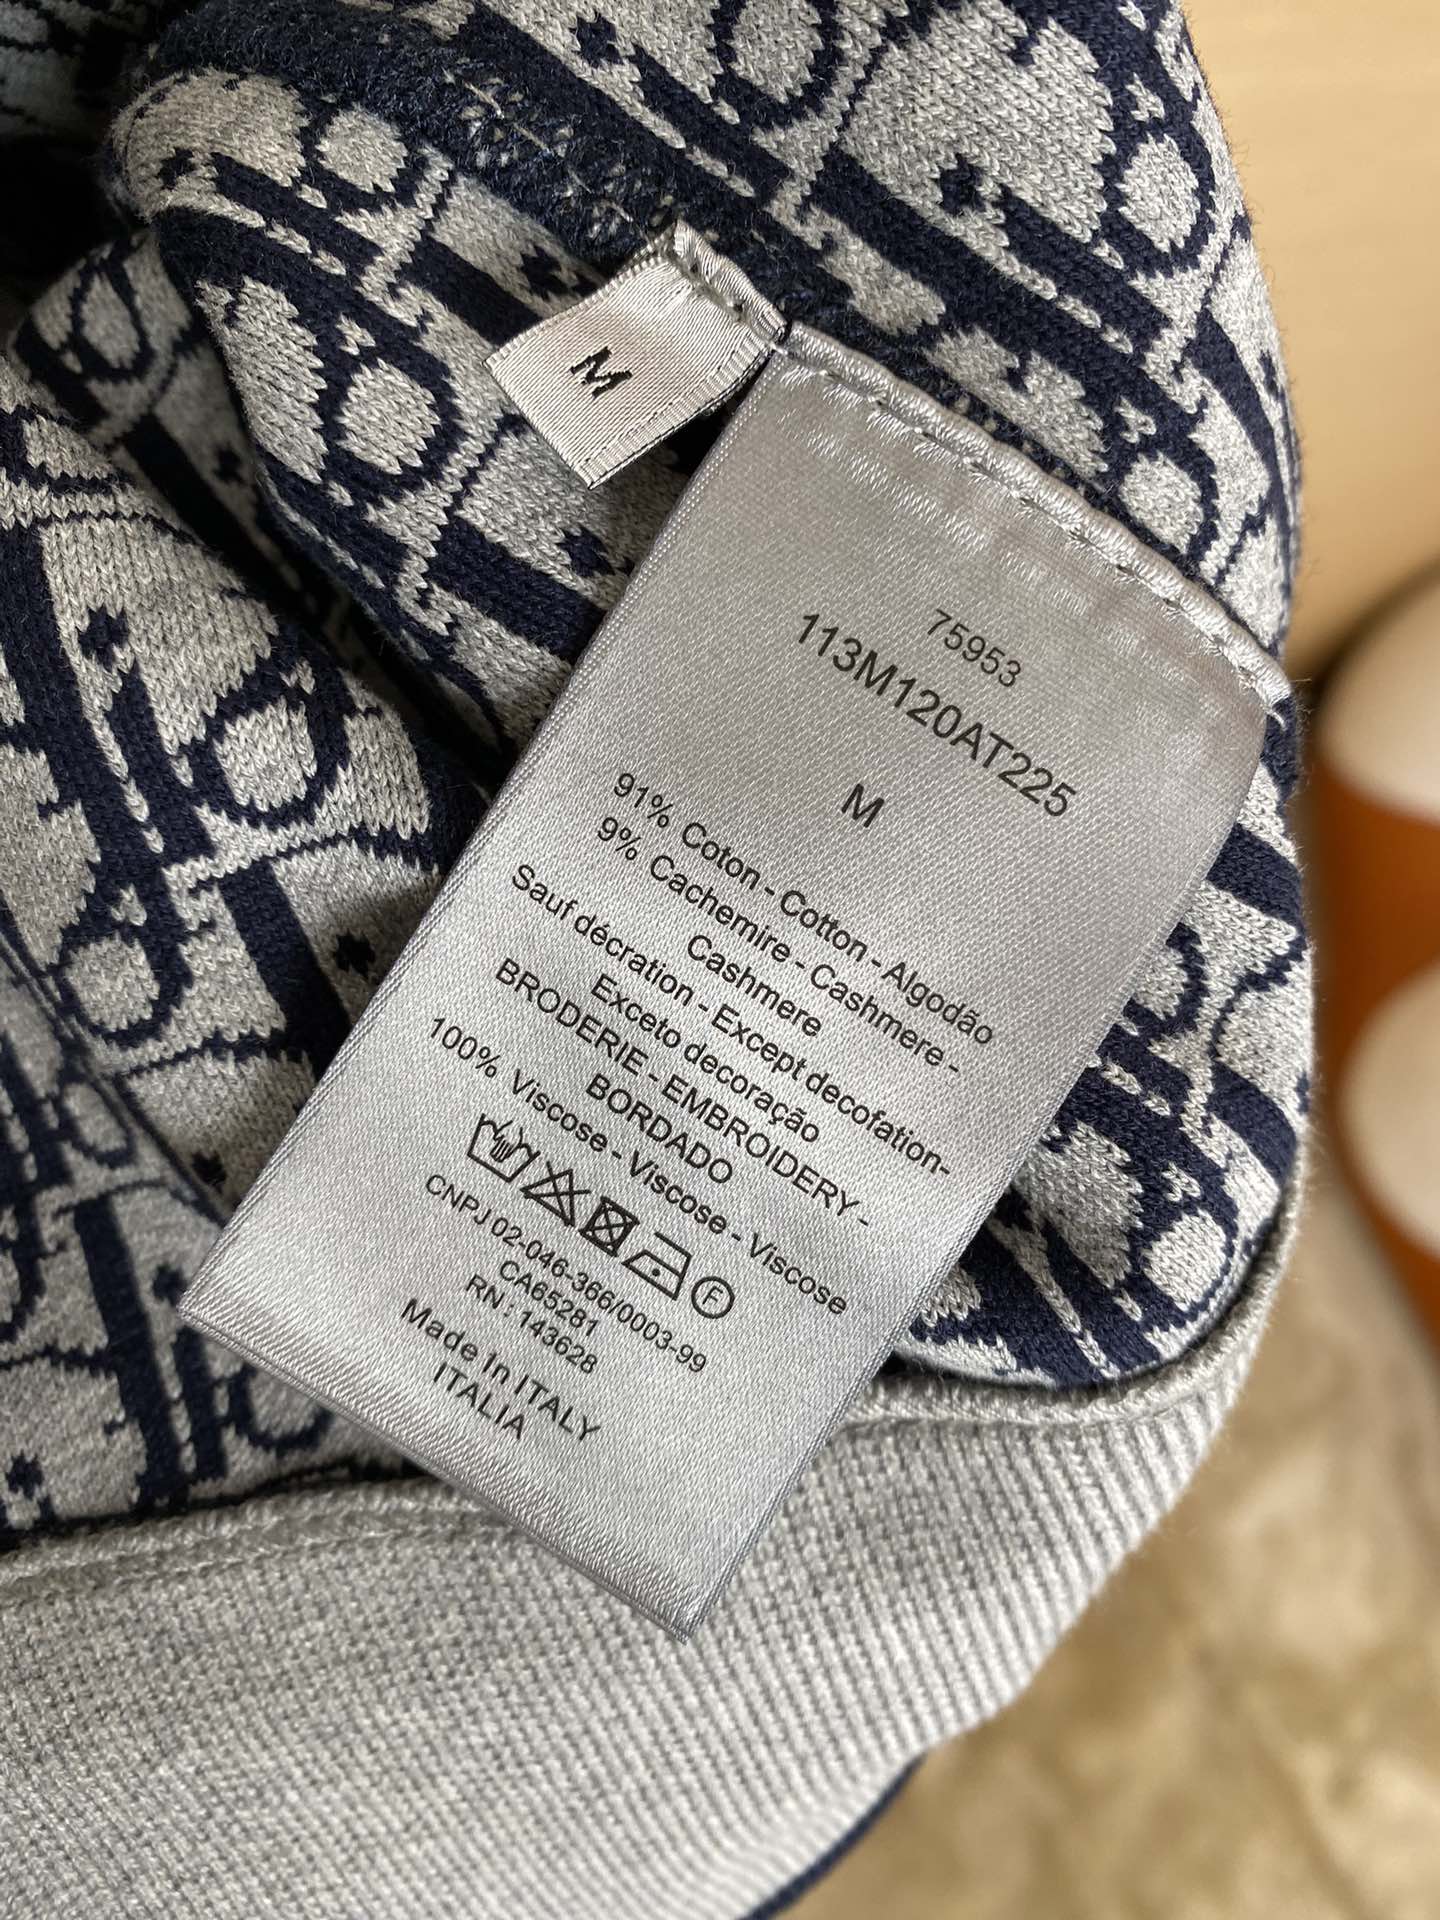 M
75953
113M120AT225
M
91% Coton - Cotton - Algodão
9% Cachemire - Cashmere -
Cashmere
Sauf décration - Except decofation-
Exceto decoração
BRODERIE - EMBROIDERY -
BORDADO
100% Viscose - Viscose - Viscose
F
CNPJ 02-046-366/0003-99
CA65281
RN : 143628
Made In ITALY
ITALIA